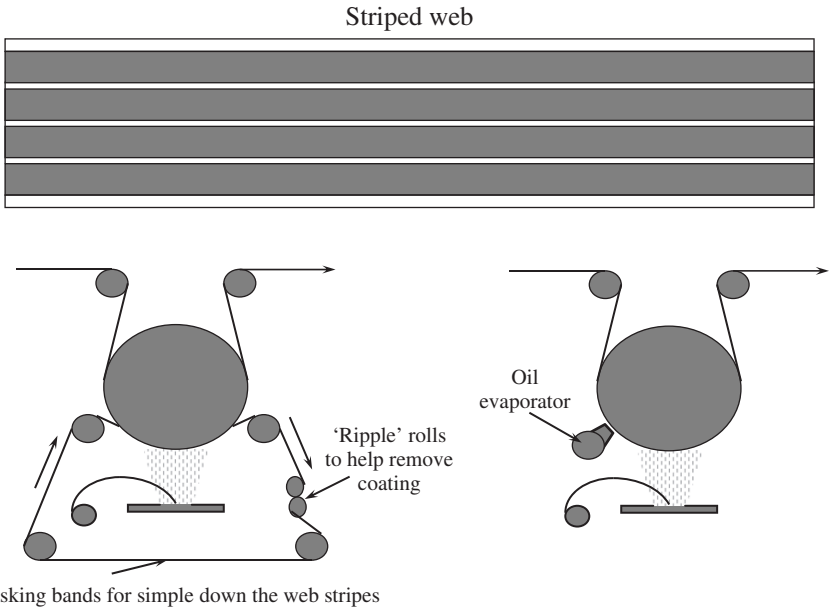 Striped web
Oil
evaporator
‘Ripple’ rolls
to help remove
coating
sking bands for simple down the web stripes